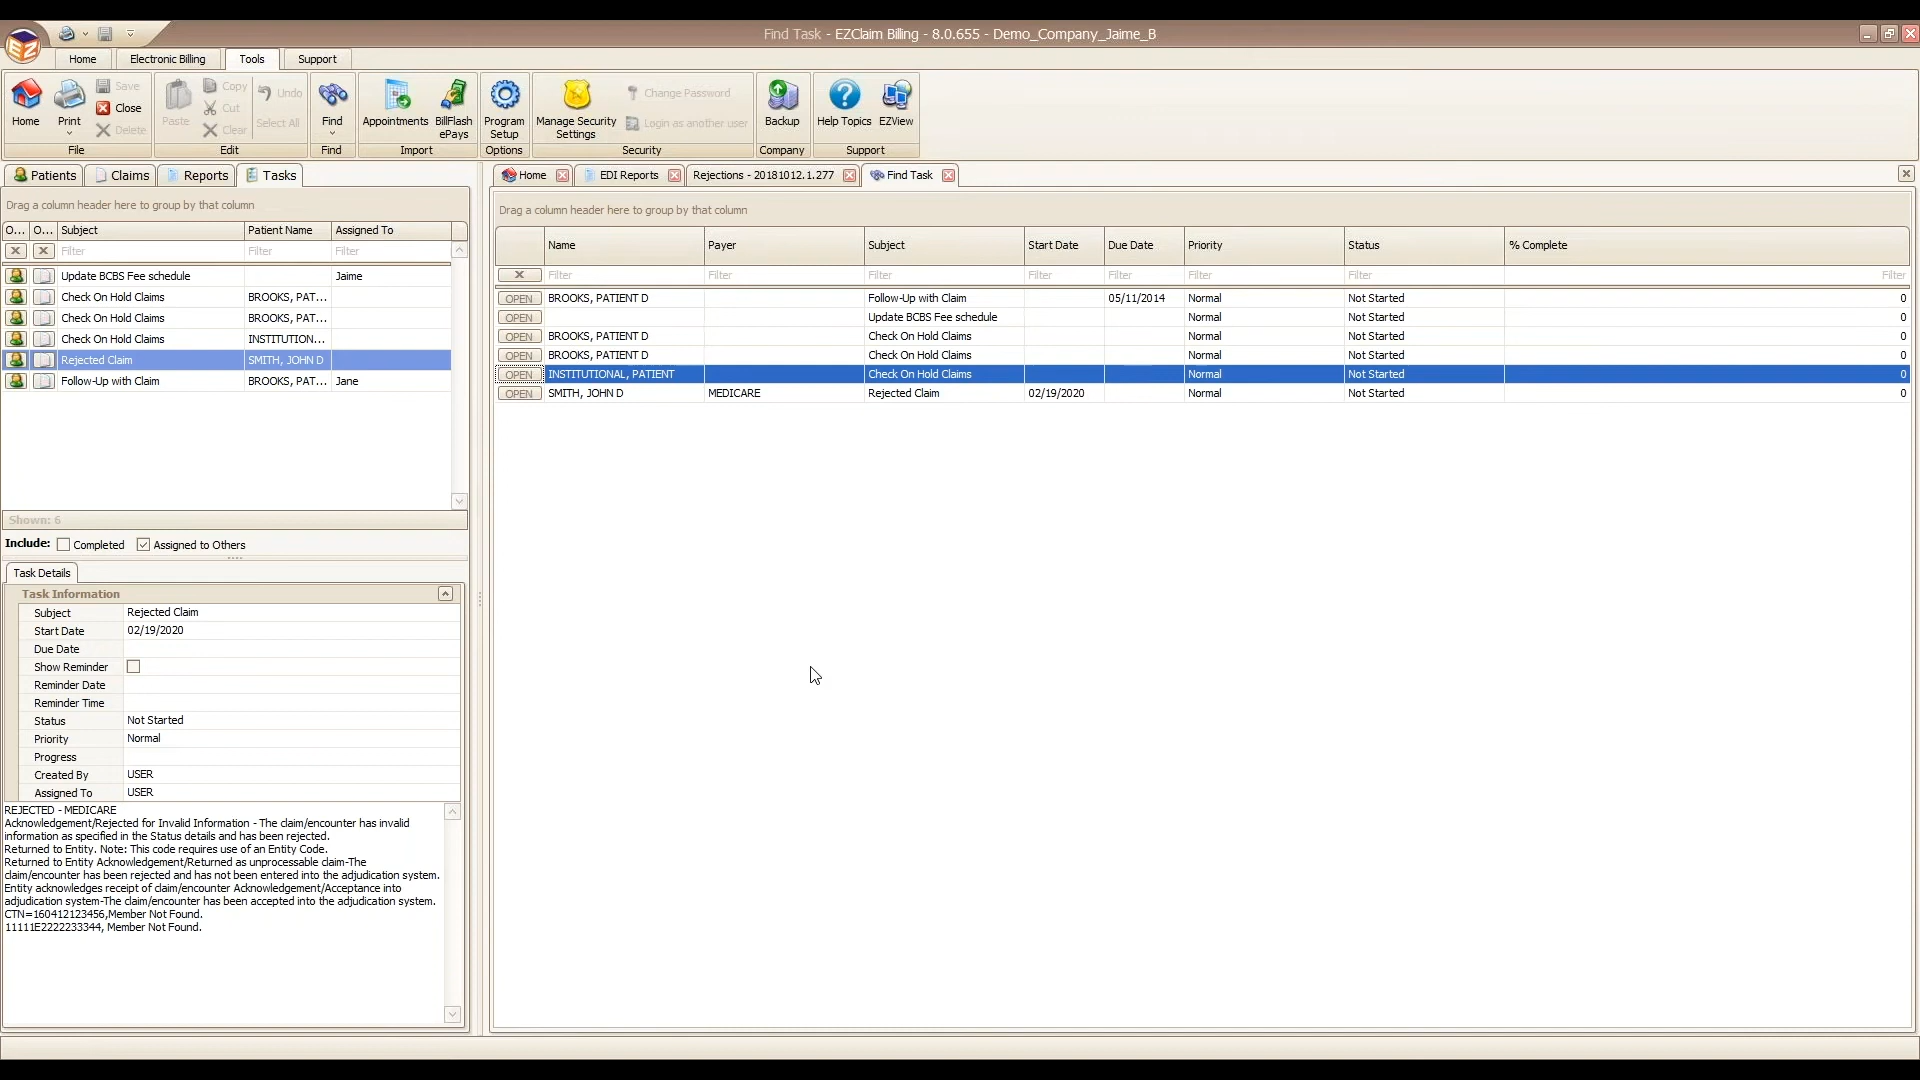 Find Task - EZClaim Billing - 8.0.655 - Demo_Company_Jaime_B
EZ
Home Electronic Billing Tools Support
Home Print Save Close Delete Paste Copy Cut Clear Undo Select All Find Appointments BillFlash ePays Program Setup Manage Security Settings Change Password Login as another user Backup Help Topics EZView
File Edit Find Import Options Security Company Support
Patients Claims Reports Tasks
Home EDI Reports Rejections - 20181012.1.277 Find Task
Drag a column header here to group by that column
O... O... Subject Patient Name Assigned To
Filter Filter Filter
Update BCBS Fee schedule Jaime
Check On Hold Claims BROOKS, PAT...
Check On Hold Claims BROOKS, PAT...
Check On Hold Claims INSTITUTION...
Rejected Claim SMITH, JOHN D
Follow-Up with Claim BROOKS, PAT... Jane
Shown: 6
Include: Completed Assigned to Others
Task Details
Task Information
Subject Rejected Claim
Start Date 02/19/2020
Due Date
Show Reminder
Reminder Date
Reminder Time
Status Not Started
Priority Normal
Progress
Created By USER
Assigned To USER
REJECTED - MEDICARE
Acknowledgement/Rejected for Invalid Information - The claim/encounter has invalid
information as specified in the Status details and has been rejected.
Returned to Entity. Note: This code requires use of an Entity Code.
Returned to Entity Acknowledgement/Returned as unprocessable claim-The
claim/encounter has been rejected and has not been entered into the adjudication system.
Entity acknowledges receipt of claim/encounter Acknowledgement/Acceptance into
adjudication system-The claim/encounter has been accepted into the adjudication system.
CTN=160412123456,Member Not Found.
11111E2222233344, Member Not Found.
Drag a column header here to group by that column
Name Payer Subject Start Date Due Date Priority Status % Complete
Filter Filter Filter Filter Filter Filter Filter Filter
OPEN BROOKS, PATIENT D Follow-Up with Claim 05/11/2014 Normal Not Started 0
OPEN Update BCBS Fee schedule Normal Not Started 0
OPEN BROOKS, PATIENT D Check On Hold Claims Normal Not Started 0
OPEN BROOKS, PATIENT D Check On Hold Claims Normal Not Started 0
OPEN INSTITUTIONAL, PATIENT Check On Hold Claims Normal Not Started 0
OPEN SMITH, JOHN D MEDICARE Rejected Claim 02/19/2020 Normal Not Started 0